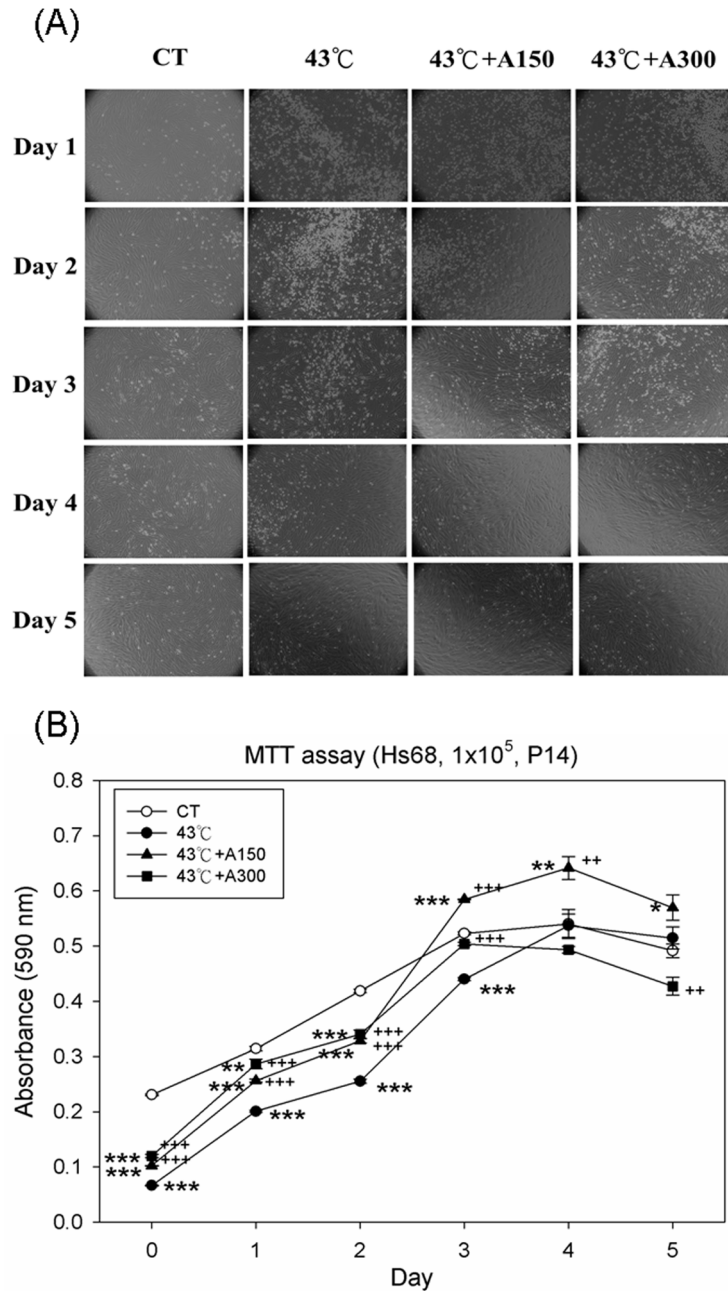 (A)
CT 43℃ 43℃+A150 43℃+A300
Day 1
Day 2
Day 3
Day 4
Day 5
(B)
MTT assay (Hs68, 1x10⁵, P14)
0.8
0.7
0.6
0.5
0.4
0.3
0.2
0.1
0.0
Absorbance (590 nm)
CT
43℃
43℃+A150
43℃+A300
** ++
*** +++
*
+++
***
++
*** +++
*** +++
***
** +++
*** +++
***
*** +++
*** +++
***
0 1 2 3 4 5
Day